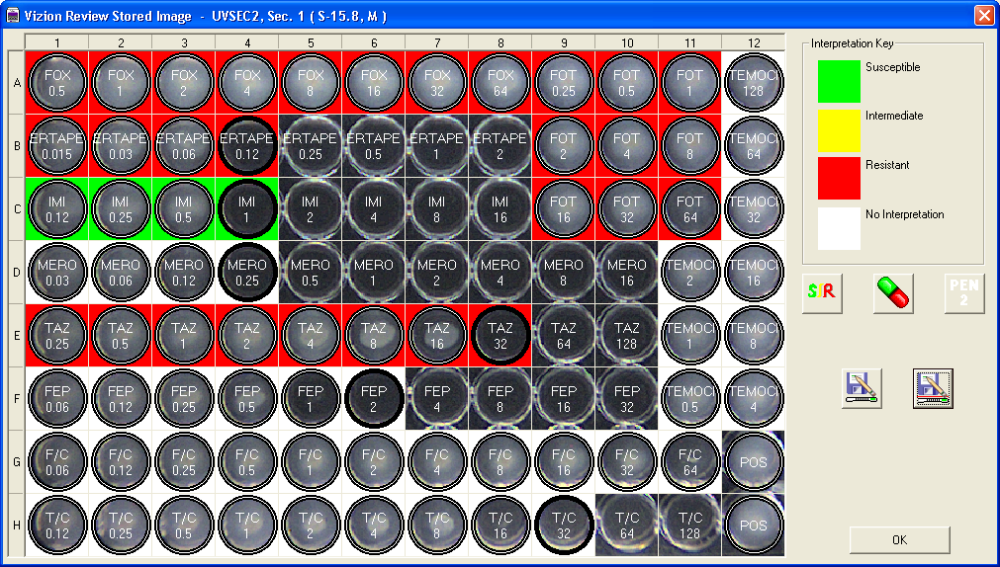 Vizion Review Stored Image - UVSEC2, Sec. 1 ( S-15.8, M )
1 2 3 4 5 6 7 8 9 10 11 12
A FOX FOX FOX FOX FOX FOX FOX FOX FOT FOT FOT TEMOCI
0.5 1 2 4 8 16 32 64 0.25 0.5 1 128
B ERTAPE ERTAPE ERTAPE ERTAPE ERTAPE ERTAPE ERTAPE ERTAPE FOT FOT FOT TEMOCI
0.015 0.03 0.06 0.12 0.25 0.5 1 2 2 4 8 64
C IMI IMI IMI IMI IMI IMI IMI IMI FOT FOT FOT TEMOCI
0.12 0.25 0.5 1 2 4 8 16 16 32 64 32
D MERO MERO MERO MERO MERO MERO MERO MERO MERO MERO TEMOCI TEMOCI
0.03 0.06 0.12 0.25 0.5 1 2 4 8 16 2 16
E TAZ TAZ TAZ TAZ TAZ TAZ TAZ TAZ TAZ TAZ TEMOCI TEMOCI
0.25 0.5 1 2 4 8 16 32 64 128 1 8
F FEP FEP FEP FEP FEP FEP FEP FEP FEP FEP TEMOCI TEMOCI
0.06 0.12 0.25 0.5 1 2 4 8 16 32 0.5 4
G F/C F/C F/C F/C F/C F/C F/C F/C F/C F/C F/C POS
0.06 0.12 0.25 0.5 1 2 4 8 16 32 64
H T/C T/C T/C T/C T/C T/C T/C T/C T/C T/C T/C POS
0.12 0.25 0.5 1 2 4 8 16 32 64 128
Interpretation Key
Susceptible
Intermediate
Resistant
No Interpretation
SIR
PEN
2
OK